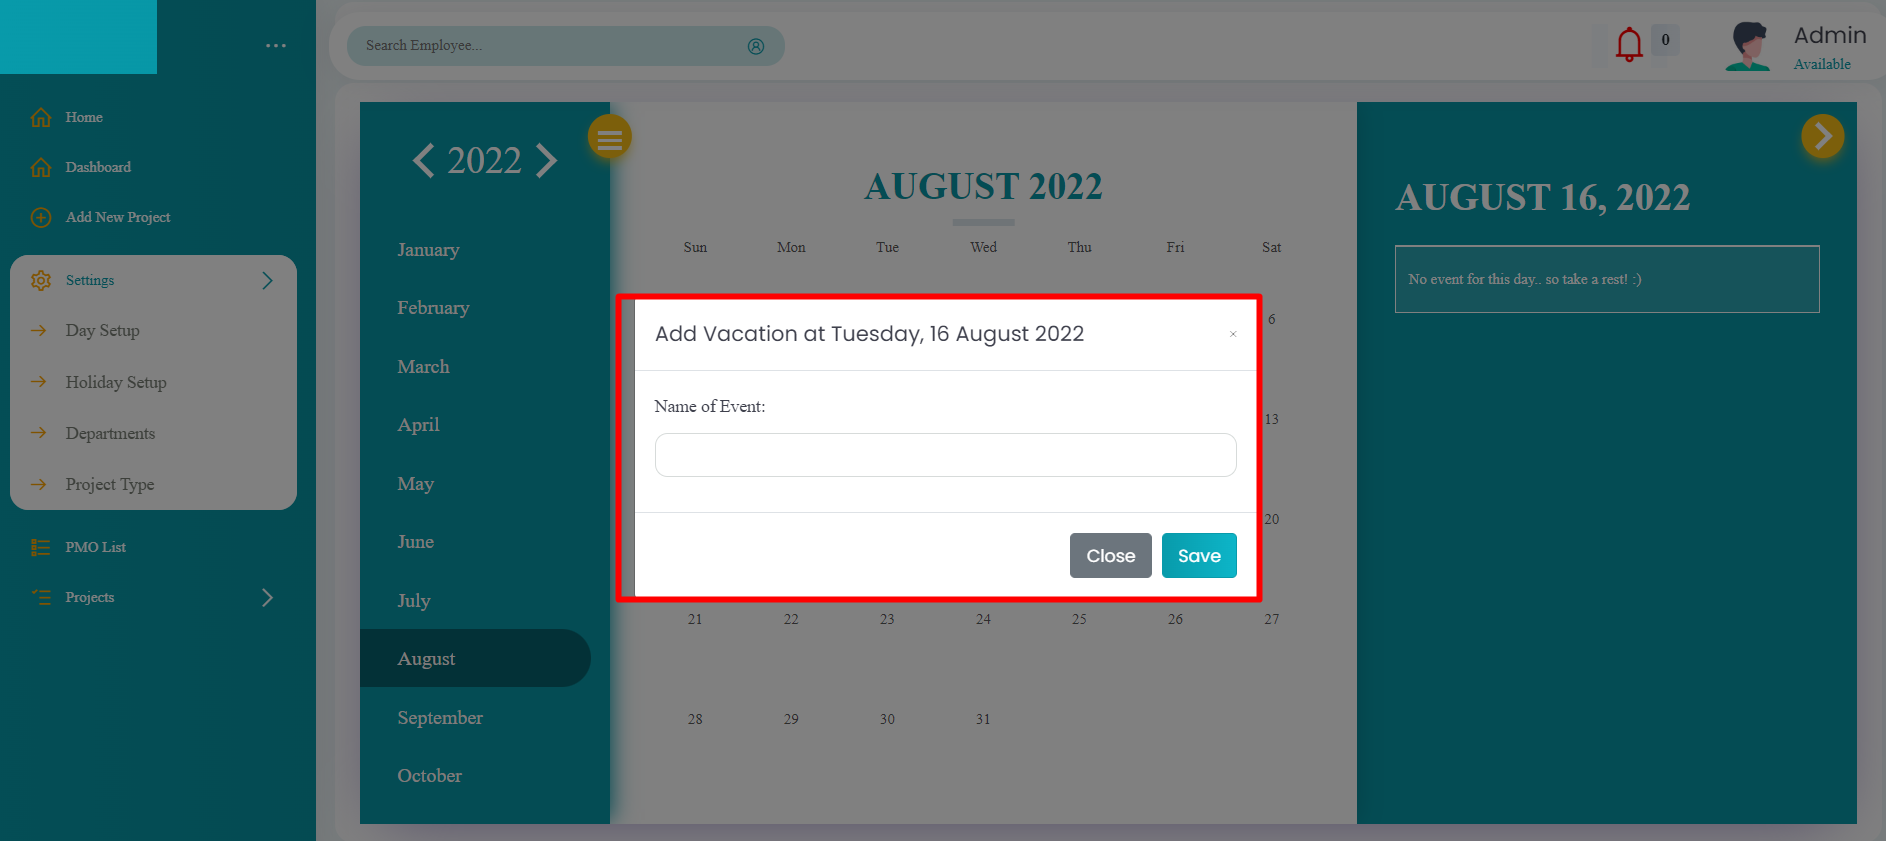 Search Employee...
0
Admin
Available
Home
Dashboard
Add New Project
Settings
Day Setup
Holiday Setup
Departments
Project Type
PMO List
Projects
2022
January
February
March
April
May
June
July
August
September
October
AUGUST 2022
Sun Mon Tue Wed Thu Fri Sat
6
13
20
21 22 23 24 25 26 27
28 29 30 31
Add Vacation at Tuesday, 16 August 2022
Name of Event:
Close Save
AUGUST 16, 2022
No event for this day.. so take a rest! :)